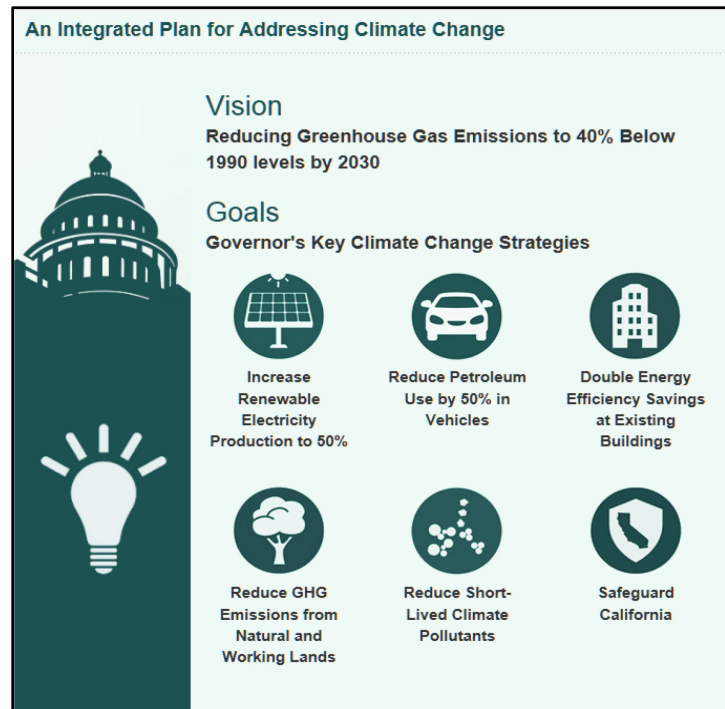 An Integrated Plan for Addressing Climate Change
Vision
Reducing Greenhouse Gas Emissions to 40% Below
1990 levels by 2030
Goals
Governor's Key Climate Change Strategies
Increase
Renewable
Electricity
Production to 50%
Reduce Petroleum
Use by 50% in
Vehicles
Double Energy
Efficiency Savings
at Existing
Buildings
Reduce GHG
Emissions from
Natural and
Working Lands
Reduce Short-
Lived Climate
Pollutants
Safeguard
California